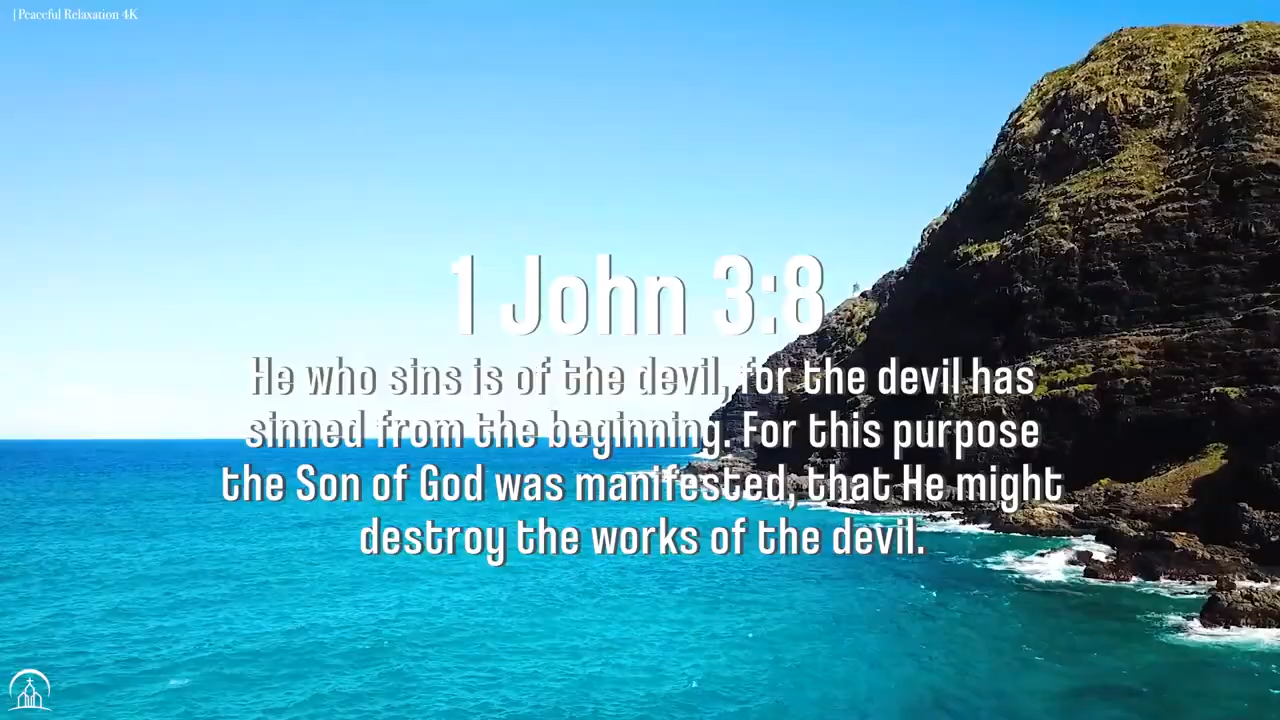 |Peaceful Relaxation 4K
1 John 3:8
He who sins is of the devil, for the devil has
sinned from the beginning. For this purpose
the Son of God was manifested, that He might
destroy the works of the devil.